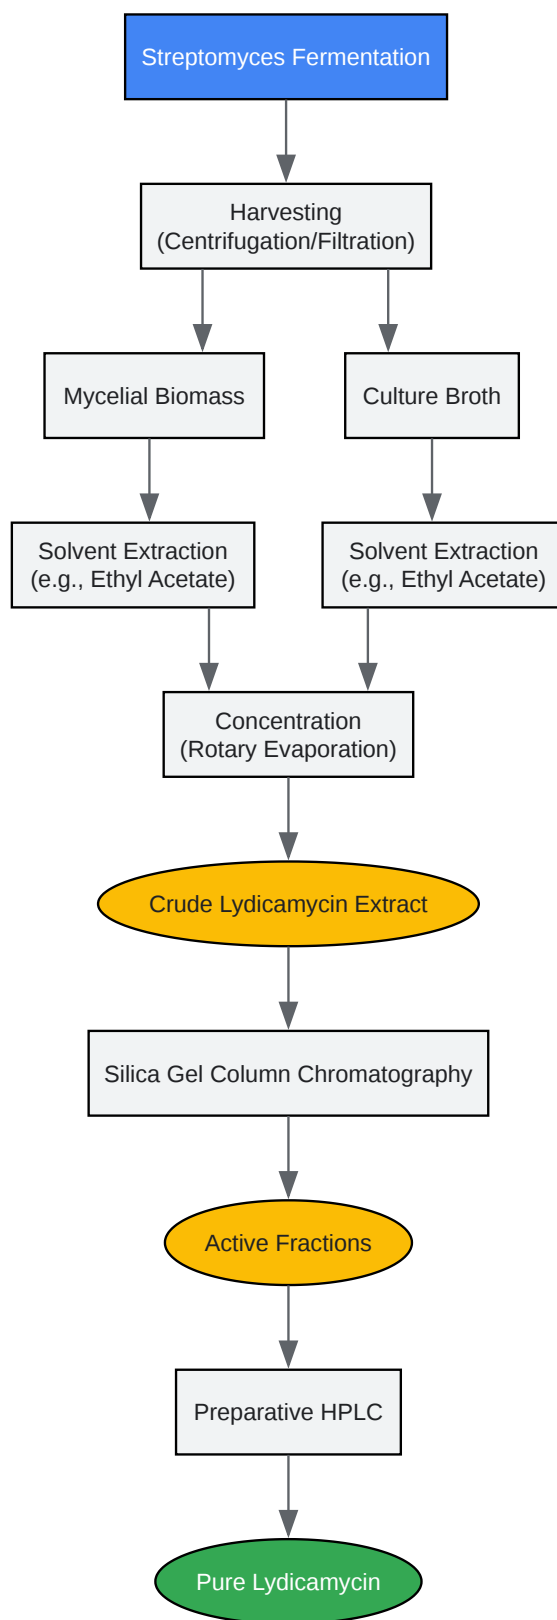 Streptomyces Fermentation
Harvesting
(Centrifugation/Filtration)
Mycelial Biomass
Culture Broth
Solvent Extraction
(e.g., Ethyl Acetate)
Solvent Extraction
(e.g., Ethyl Acetate)
Concentration
(Rotary Evaporation)
Crude Lydicamycin Extract
Silica Gel Column Chromatography
Active Fractions
Preparative HPLC
Pure Lydicamycin